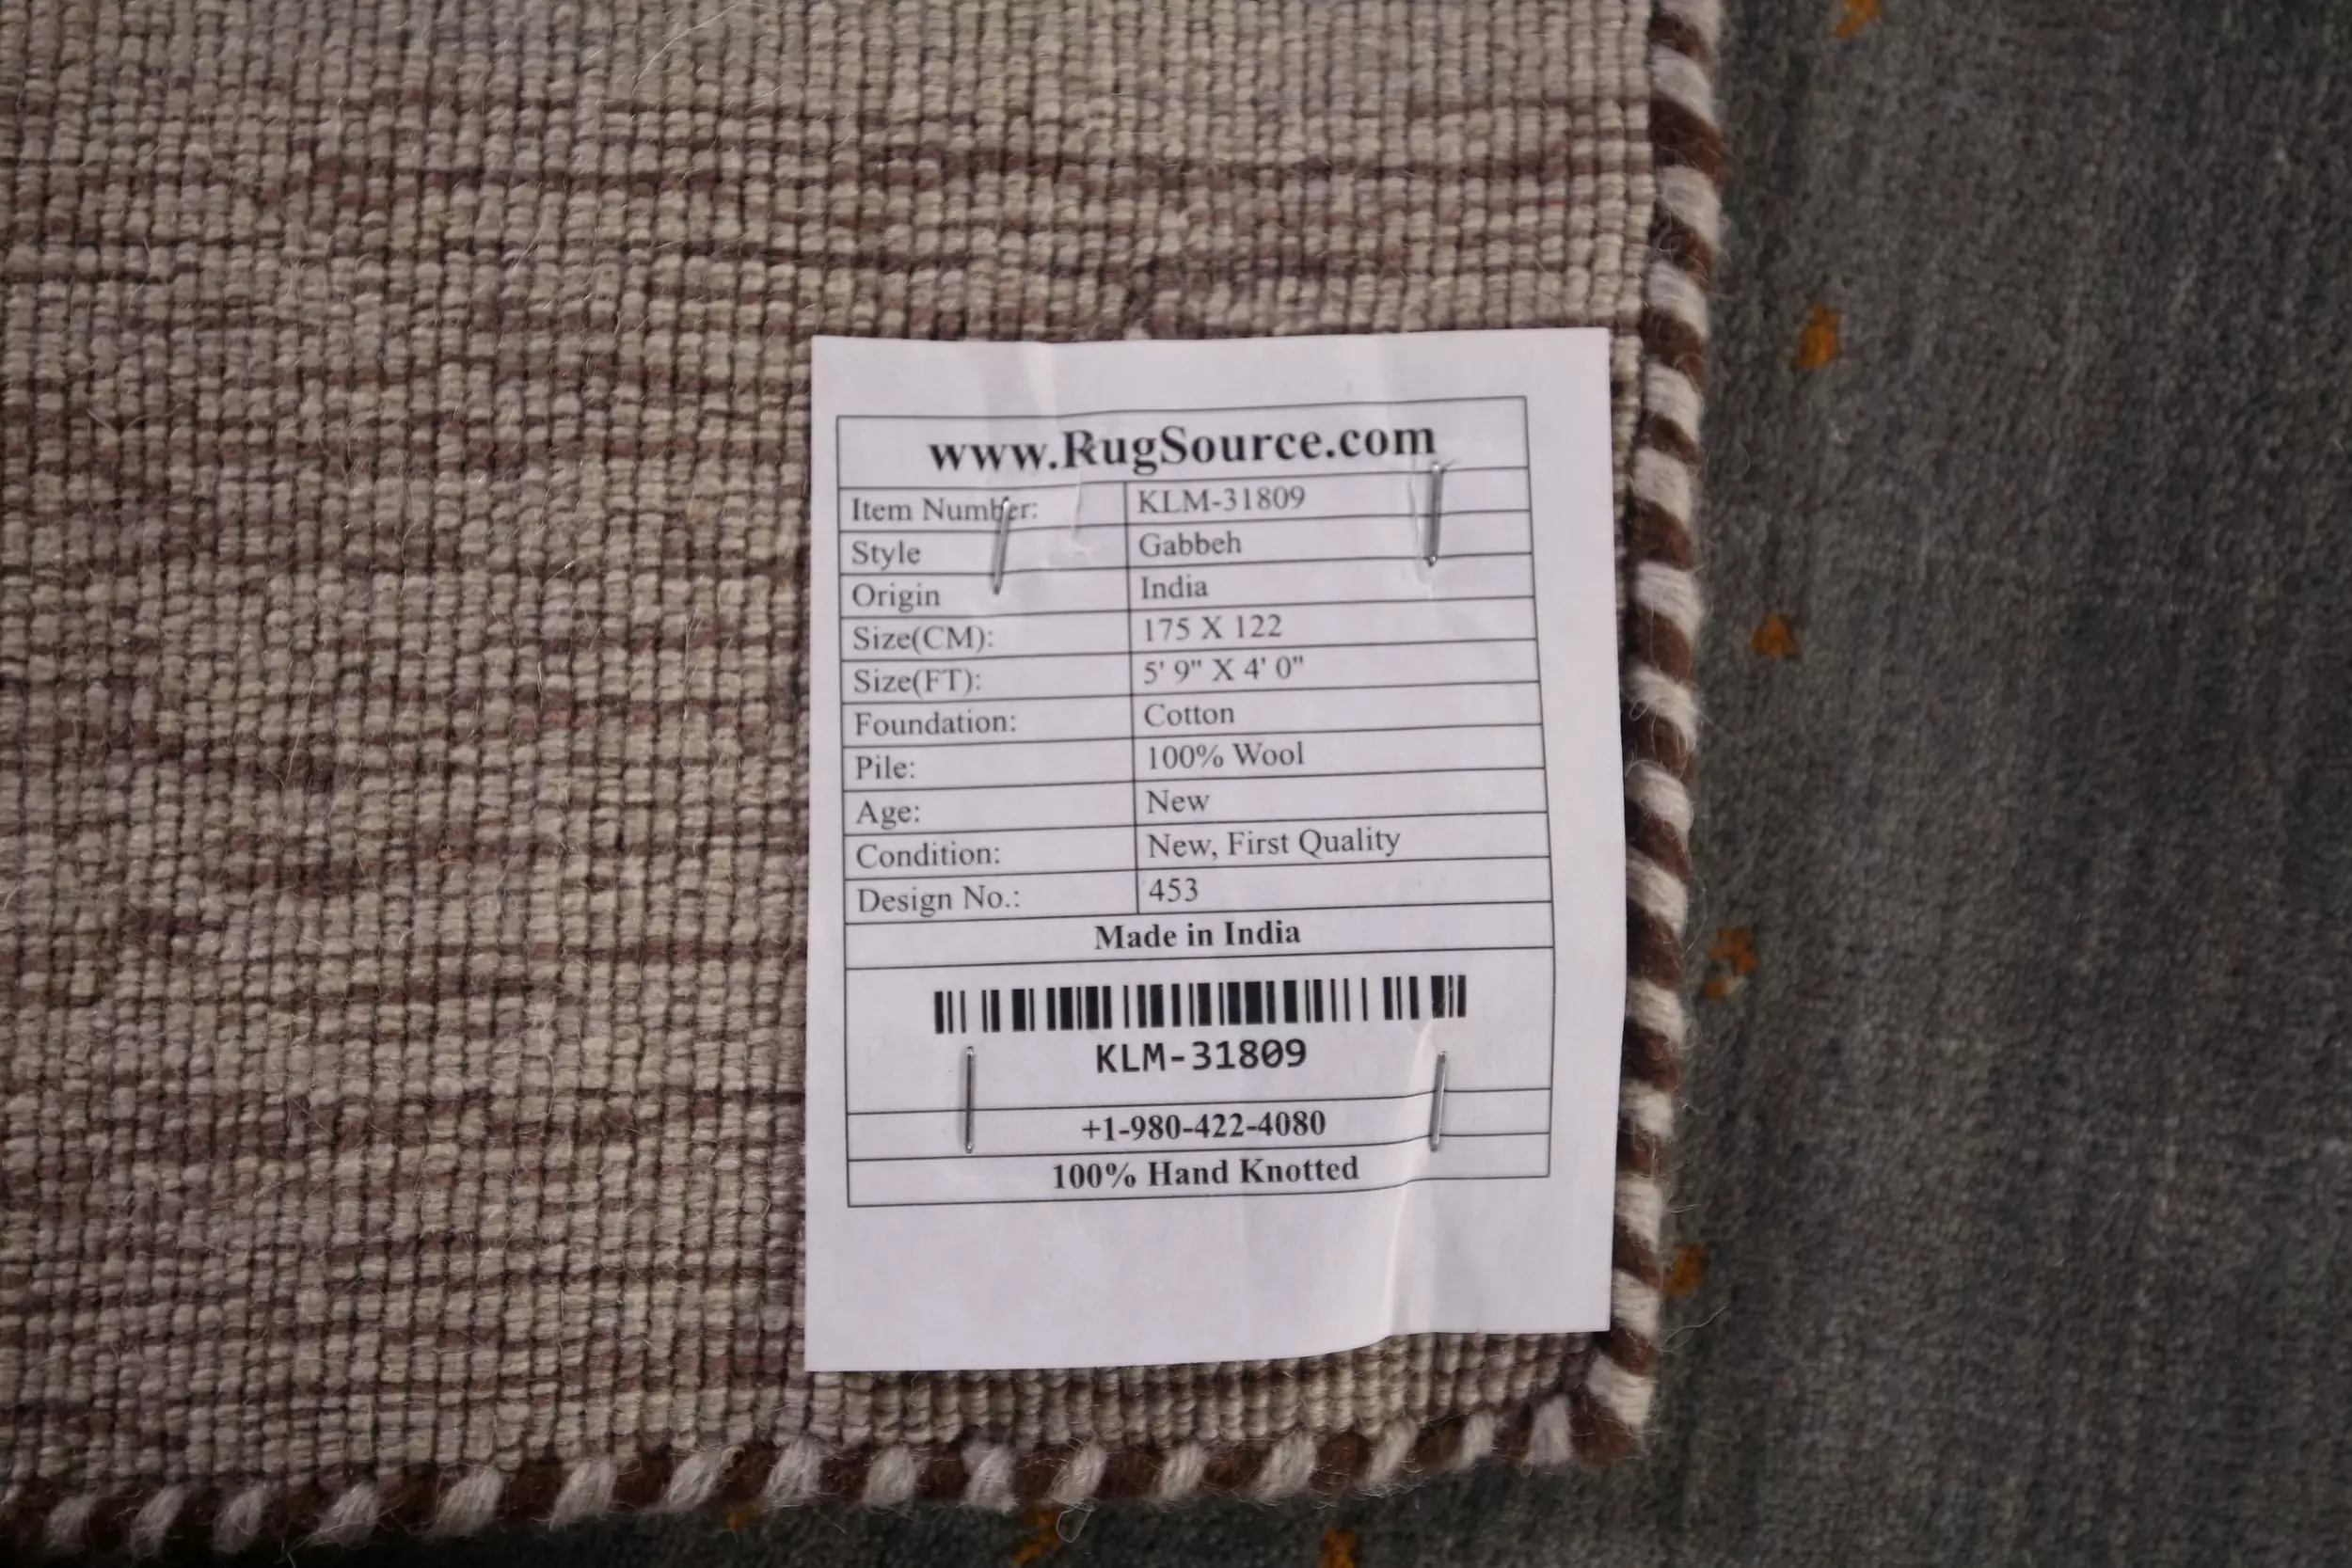 www.RugSource.com
Item Number: KLM-31809
Style Gabbeh
Origin India
Size(CM): 175 X 122
Size(FT): 5' 9" X 4' 0"
Foundation: Cotton
Pile: 100% Wool
Age: New
Condition: New, First Quality
Design No.: 453
Made in India
KLM-31809
+1-980-422-4080
100% Hand Knotted